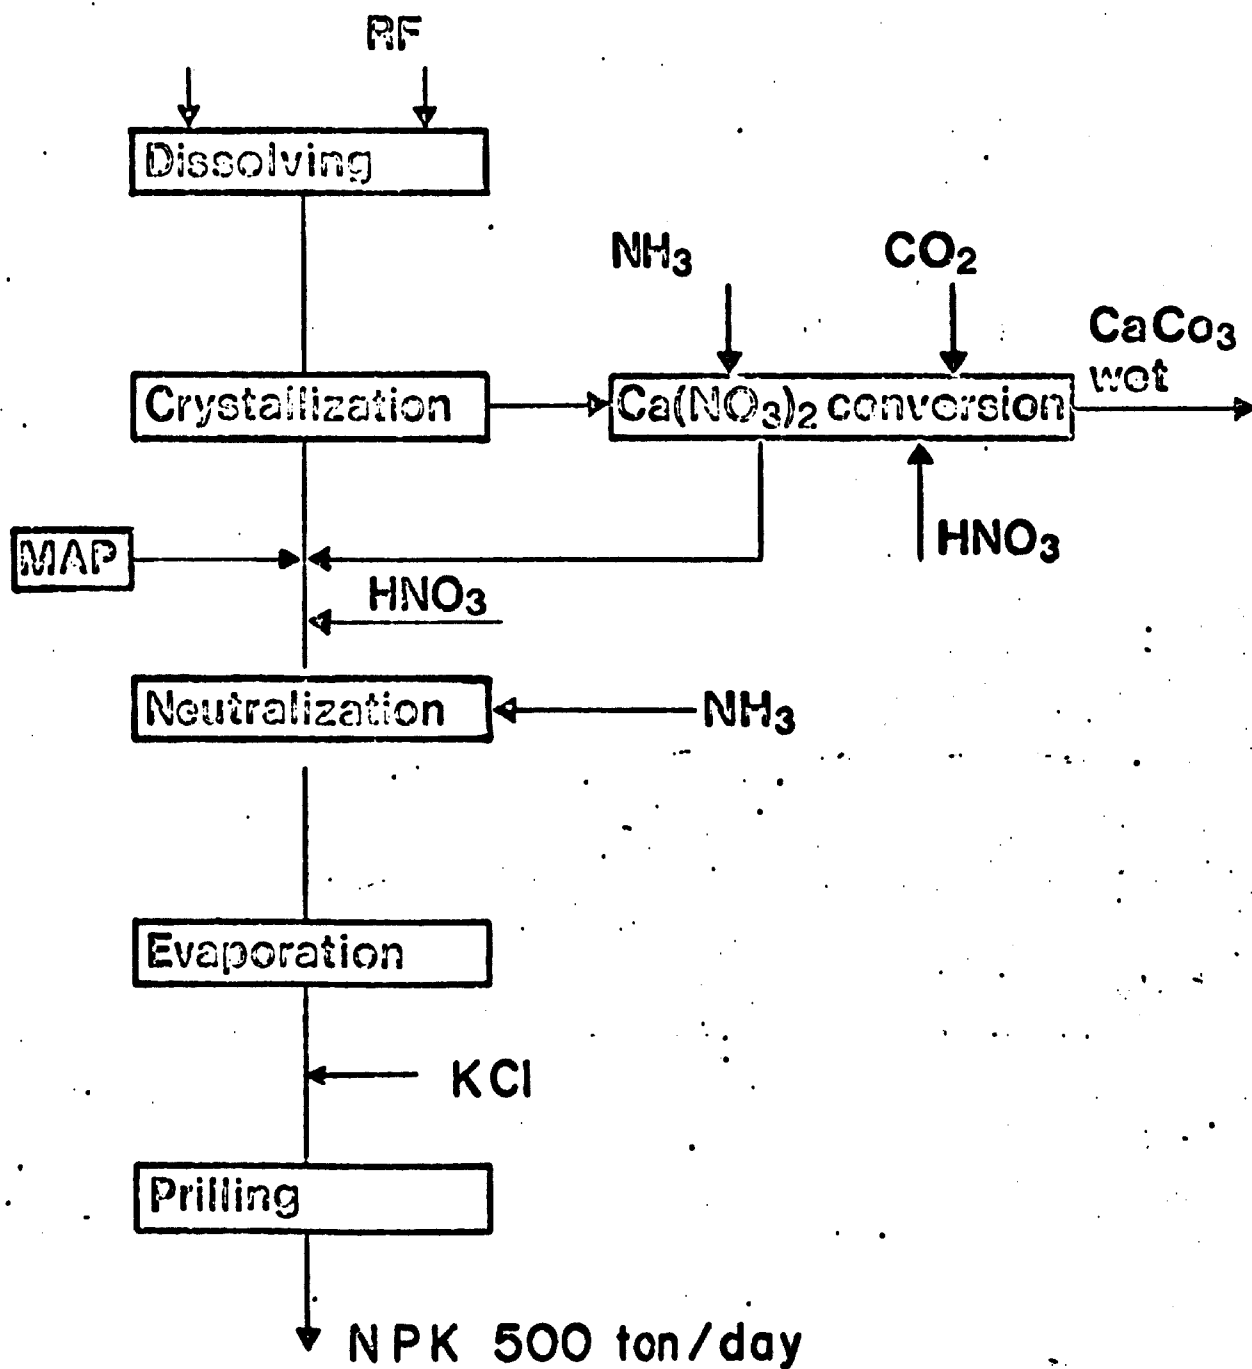 RF
Dissolving
NH₃
CO₂
CaCo₃
wet
Crystallization
Ca(NO₃)₂ conversion
MAP
HNO₃
HNO₃
Neutralization
NH₃
Evaporation
KCl
Prilling
NPK 500 ton/day